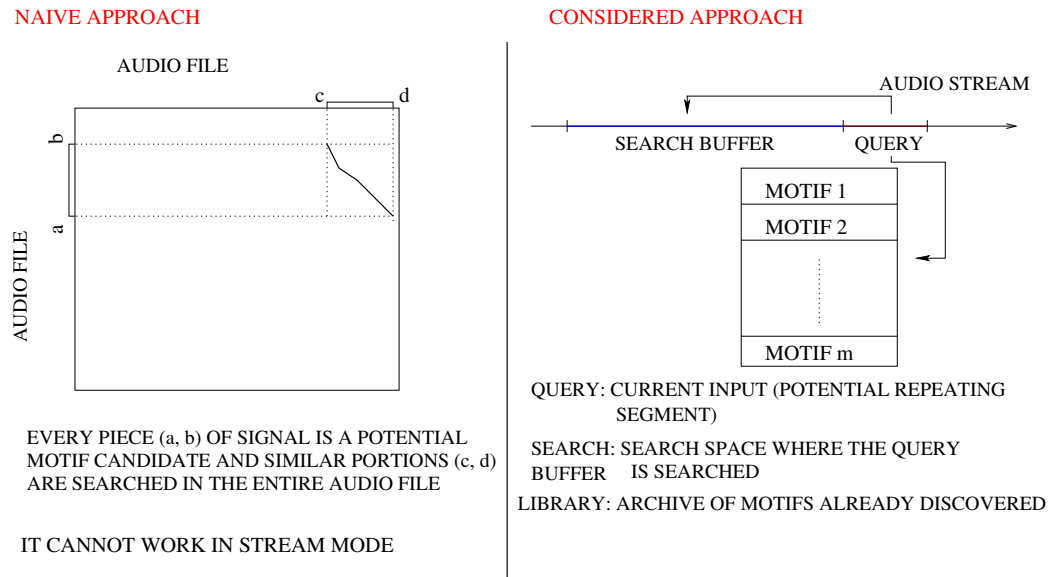 NAIVE APPROACH
AUDIO FILE
c d
b
a
AUDIO FILE
EVERY PIECE (a, b) OF SIGNAL IS A POTENTIAL
MOTIF CANDIDATE AND SIMILAR PORTIONS (c, d)
ARE SEARCHED IN THE ENTIRE AUDIO FILE
IT CANNOT WORK IN STREAM MODE
CONSIDERED APPROACH
AUDIO STREAM
SEARCH BUFFER QUERY
MOTIF 1
MOTIF 2
MOTIF m
QUERY: CURRENT INPUT (POTENTIAL REPEATING
SEGMENT)
SEARCH: SEARCH SPACE WHERE THE QUERY
BUFFER IS SEARCHED
LIBRARY: ARCHIVE OF MOTIFS ALREADY DISCOVERED